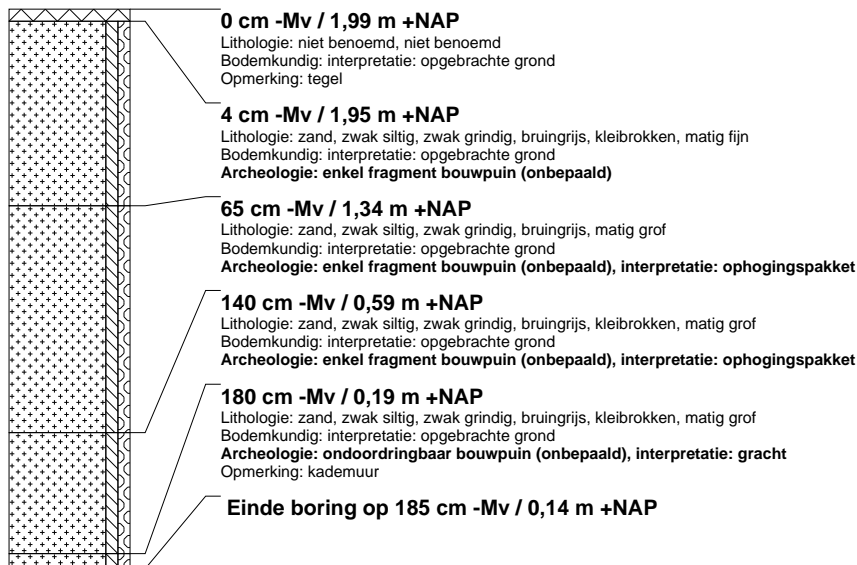 0 cm -Mv / 1,99 m +NAP
Lithologie: niet benoemd, niet benoemd
Bodemkundig: interpretatie: opgebrachte grond
Opmerking: tegel
4 cm -Mv / 1,95 m +NAP
Lithologie: zand, zwak siltig, zwak grindig, bruingrijs, kleibrokken, matig fijn
Bodemkundig: interpretatie: opgebrachte grond
Archeologie: enkel fragment bouwpuin (onbepaald)
65 cm -Mv / 1,34 m +NAP
Lithologie: zand, zwak siltig, zwak grindig, bruingrijs, matig grof
Bodemkundig: interpretatie: opgebrachte grond
Archeologie: enkel fragment bouwpuin (onbepaald), interpretatie: ophogingspakket
140 cm -Mv / 0,59 m +NAP
Lithologie: zand, zwak siltig, zwak grindig, bruingrijs, kleibrokken, matig grof
Bodemkundig: interpretatie: opgebrachte grond
Archeologie: enkel fragment bouwpuin (onbepaald), interpretatie: ophogingspakket
180 cm -Mv / 0,19 m +NAP
Lithologie: zand, zwak siltig, zwak grindig, bruingrijs, kleibrokken, matig grof
Bodemkundig: interpretatie: opgebrachte grond
Archeologie: ondoordringbaar bouwpuin (onbepaald), interpretatie: gracht
Opmerking: kademuur
Einde boring op 185 cm -Mv / 0,14 m +NAP